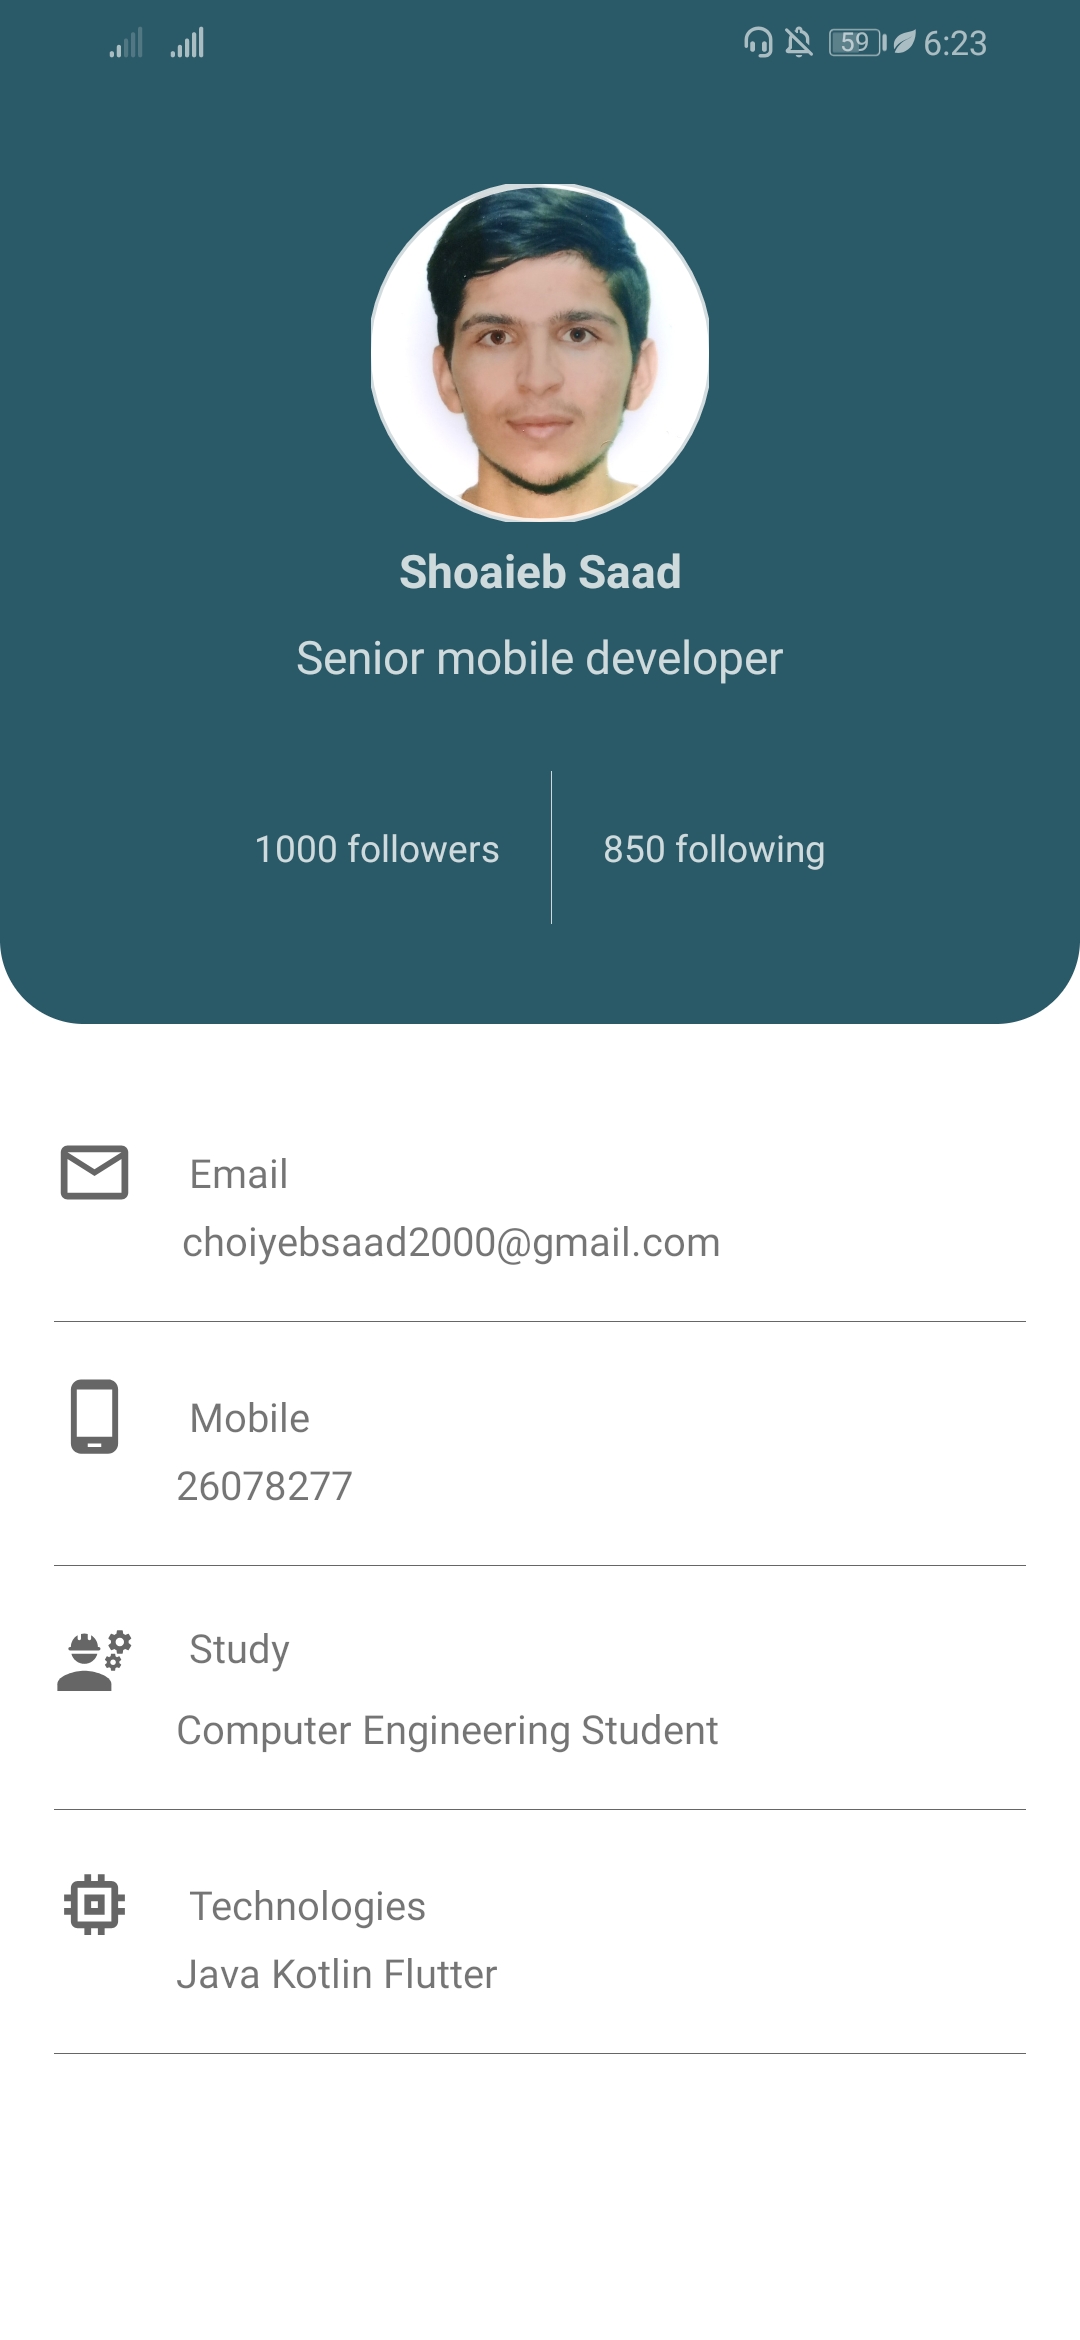 59 6:23
Shoaieb Saad
Senior mobile developer
1000 followers 850 following
Email
choiyebsaad2000@gmail.com
Mobile
26078277
Study
Computer Engineering Student
Technologies
Java Kotlin Flutter